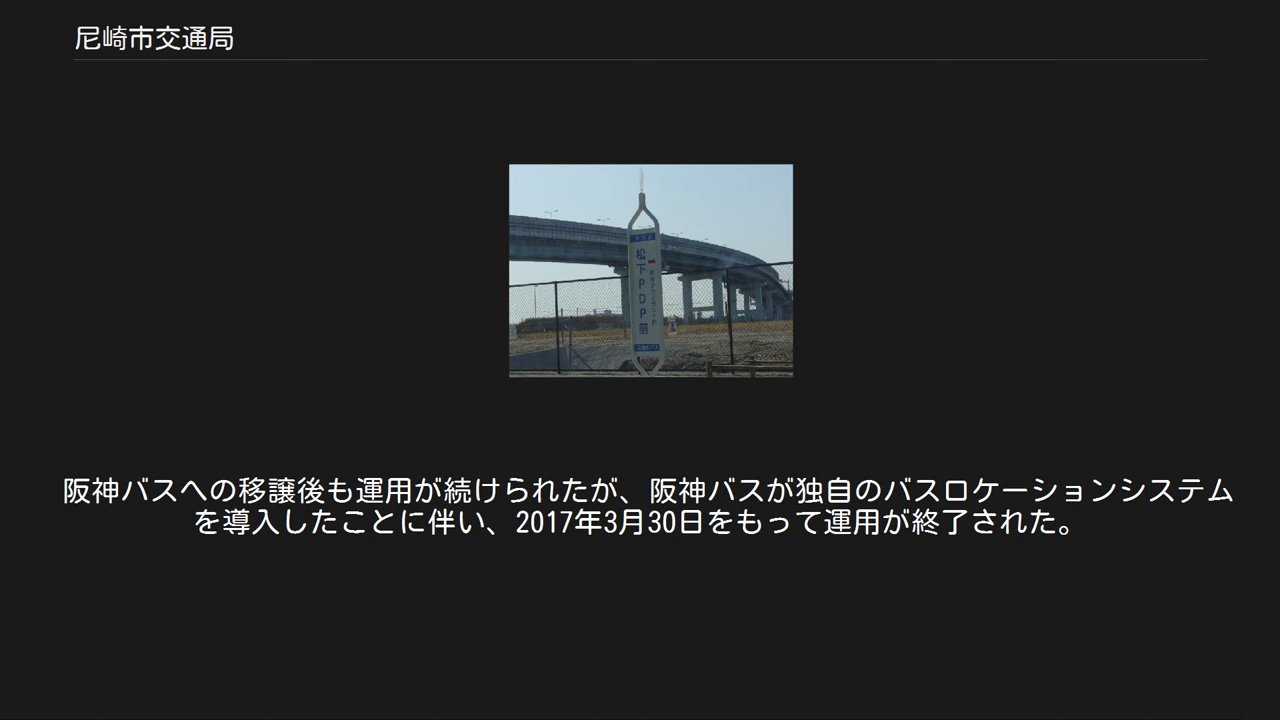 尼崎市交通局
松下PDP前
阪神バスへの移譲後も運用が続けられたが、阪神バスが独自のバスロケーションシステム
を導入したことに伴い、2017年3月30日をもって運用が終了された。